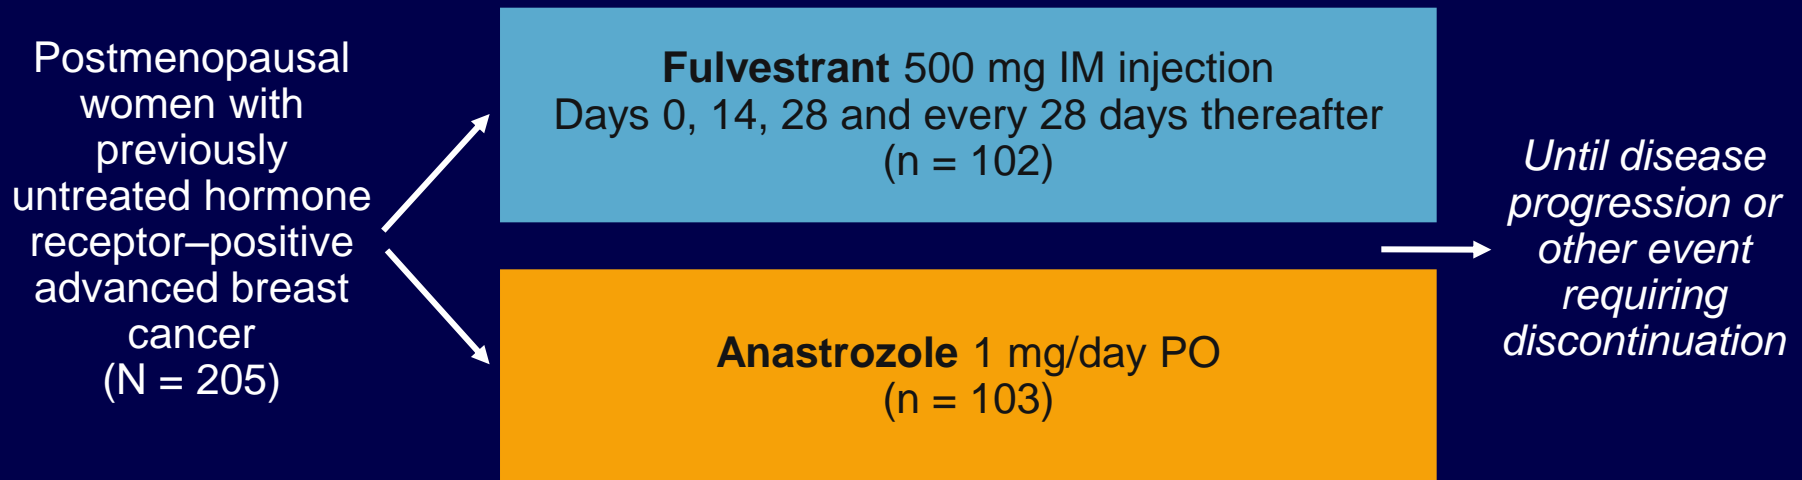 Postmenopausal
women with
previously
untreated hormone
receptor–positive
advanced breast
cancer
(N = 205)
Fulvestrant 500 mg IM injection
Days 0, 14, 28 and every 28 days thereafter
(n = 102)
Anastrozole 1 mg/day PO
(n = 103)
Until disease
progression or
other event
requiring
discontinuation